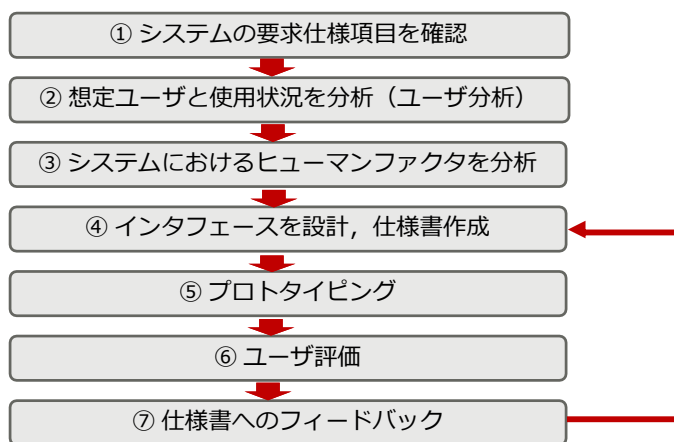 ① システムの要求仕様項目を確認
② 想定ユーザと使用状況を分析（ユーザ分析）
③ システムにおけるヒューマンファクタを分析
④ インタフェースを設計，仕様書作成
⑤ プロトタイピング
⑥ ユーザ評価
⑦ 仕様書へのフィードバック